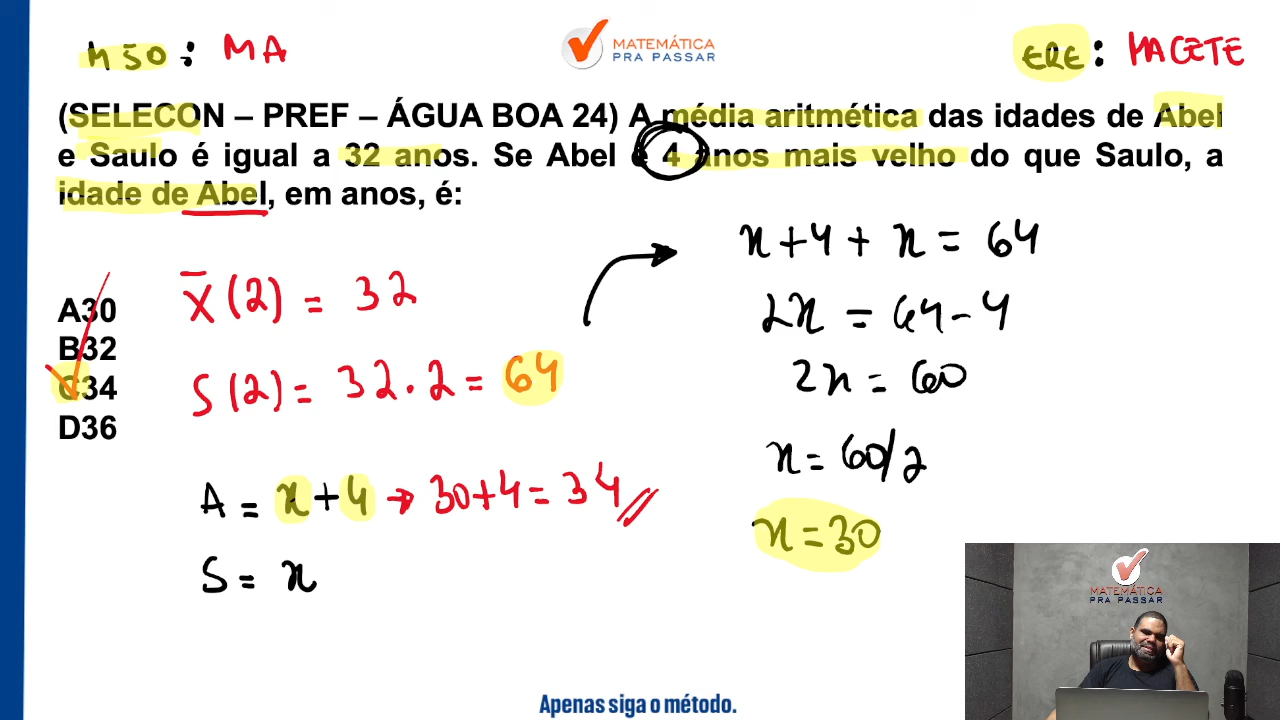 M50 : MA
MATEMÁTICA
PRA PASSAR
ERE : MACETE
(SELECON – PREF – ÁGUA BOA 24) A média aritmética das idades de Abel
e Saulo é igual a 32 anos. Se Abel é 4 anos mais velho do que Saulo, a
idade de Abel, em anos, é:
A30
B32
C34
D36
x̄ (2) = 32
S (2) = 32 . 2 = 64
A = x + 4 → 30 + 4 = 34 //
S = x
x + 4 + x = 64
2x = 64 - 4
2x = 60
x = 60/2
x = 30
MATEMÁTICA
PRA PASSAR
Apenas siga o método.